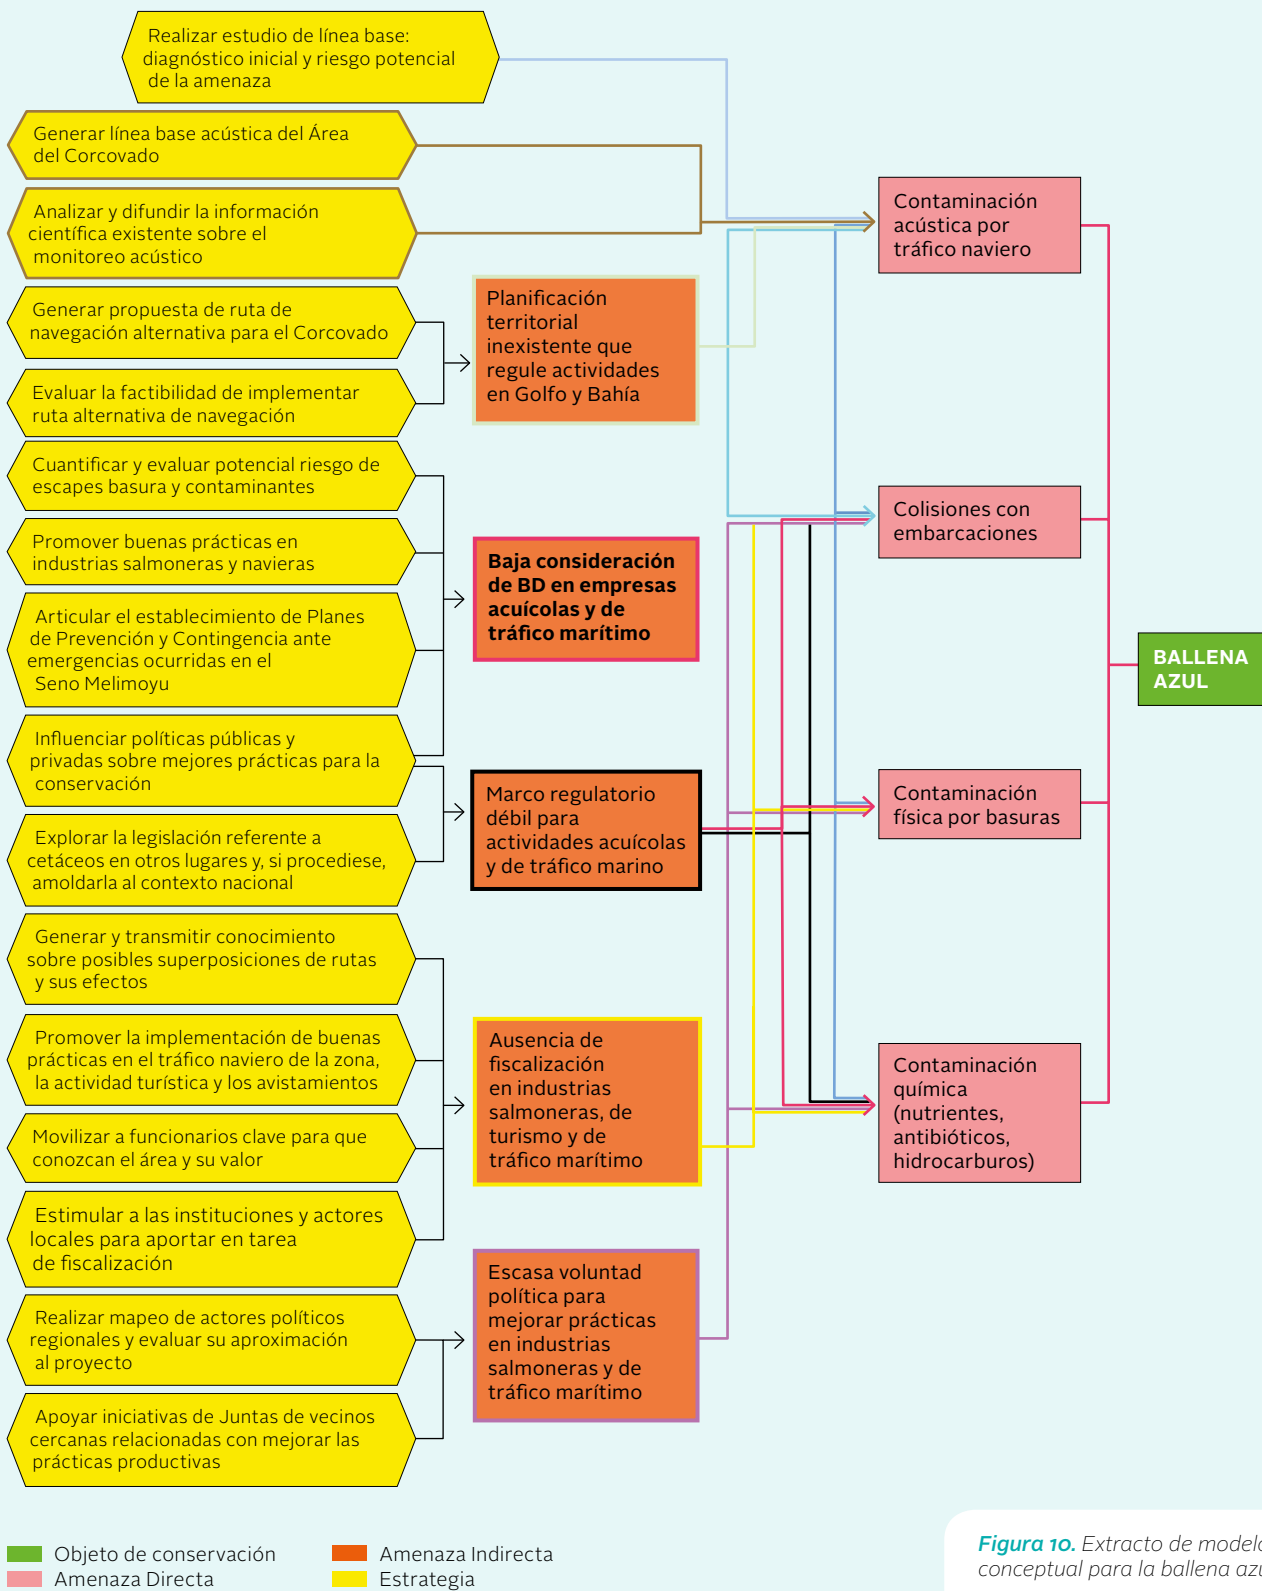 Realizar estudio de línea base:
diagnóstico inicial y riesgo potencial
de la amenaza
Generar línea base acústica del Área
del Corcovado
Analizar y difundir la información
científica existente sobre el
monitoreo acústico
Generar propuesta de ruta de
navegación alternativa para el Corcovado
Evaluar la factibilidad de implementar
ruta alternativa de navegación
Cuantificar y evaluar potencial riesgo de
escapes basura y contaminantes
Promover buenas prácticas en
industrias salmoneras y navieras
Articular el establecimiento de Planes
de Prevención y Contingencia ante
emergencias ocurridas en el
Seno Melimoyu
Influenciar políticas públicas y
privadas sobre mejores prácticas para la
conservación
Explorar la legislación referente a
cetáceos en otros lugares y, si procediese,
amoldarla al contexto nacional
Generar y transmitir conocimiento
sobre posibles superposiciones de rutas
y sus efectos
Promover la implementación de buenas
prácticas en el tráfico naviero de la zona,
la actividad turística y los avistamientos
Movilizar a funcionarios clave para que
conozcan el área y su valor
Estimular a las instituciones y actores
locales para aportar en tarea
de fiscalización
Realizar mapeo de actores políticos
regionales y evaluar su aproximación
al proyecto
Apoyar iniciativas de Juntas de vecinos
cercanas relacionadas con mejorar las
prácticas productivas
Planificación
territorial
inexistente que
regule actividades
en Golfo y Bahía
Baja consideración
de BD en empresas
acuícolas y de
tráfico marítimo
Marco regulatorio
débil para
actividades acuícolas
y de tráfico marino
Ausencia de
fiscalización
en industrias
salmoneras, de
turismo y de
tráfico marítimo
Escasa voluntad
política para
mejorar prácticas
en industrias
salmoneras y de
tráfico marítimo
Contaminación
acústica por
tráfico naviero
Colisiones con
embarcaciones
Contaminación
física por basuras
Contaminación
química
(nutrientes,
antibióticos,
hidrocarburos)
BALLENA
AZUL
Objeto de conservación
Amenaza Directa
Amenaza Indirecta
Estrategia
Figura 10. Extracto de modelo
conceptual para la ballena azu